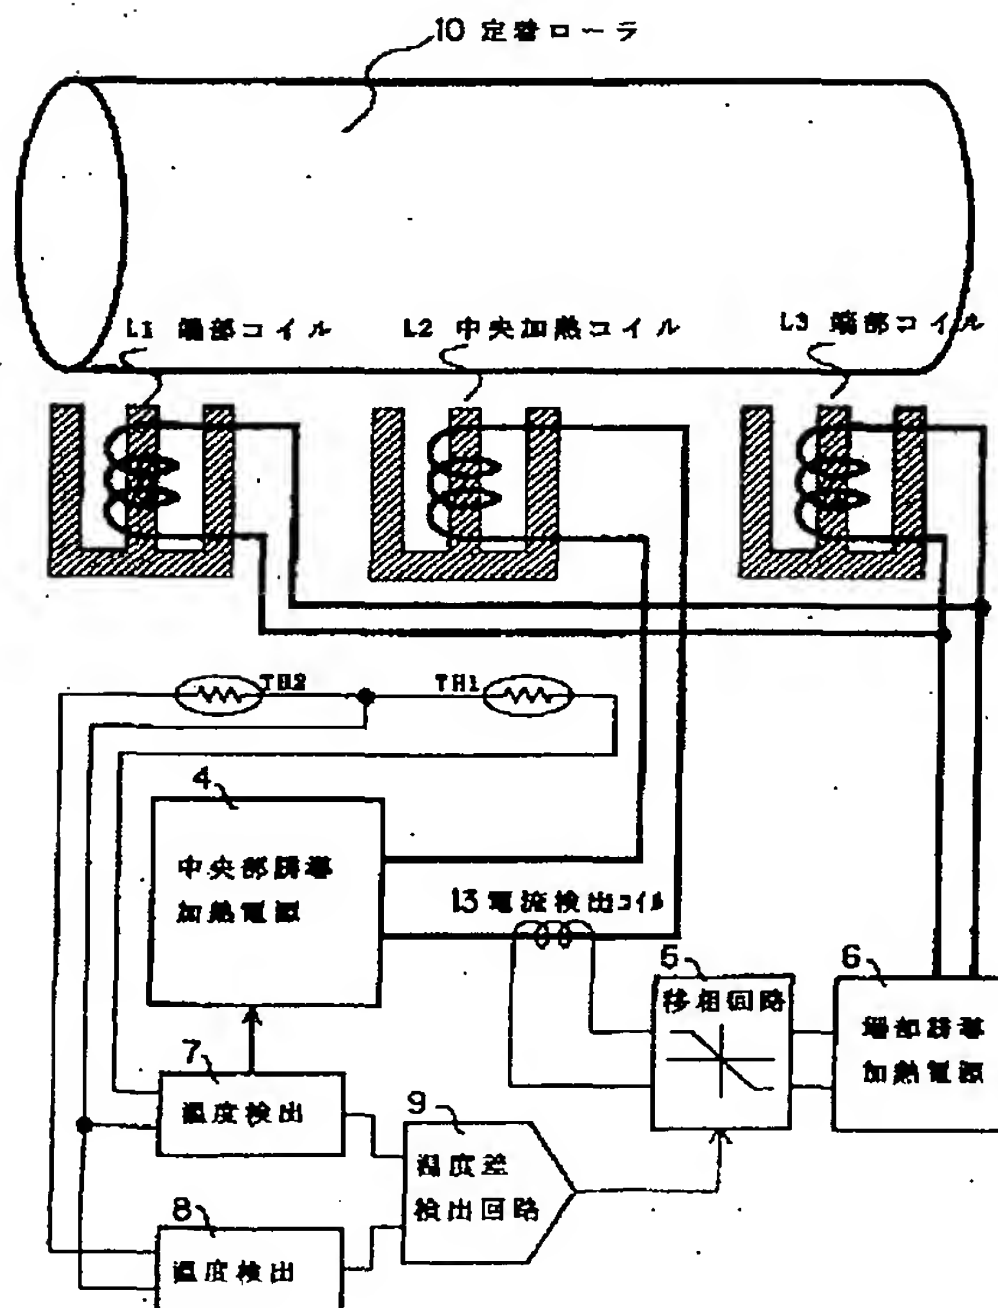 10 定着ローラ
L1 端部コイル
L2 中央加熱コイル
L3 端部コイル
TH2
TH1
4
中央部誘導
加熱電源
13 電流検出コイル
5
移相回路
6
端部誘導
加熱電源
7
温度検出
9
温度差
検出回路
8
温度検出